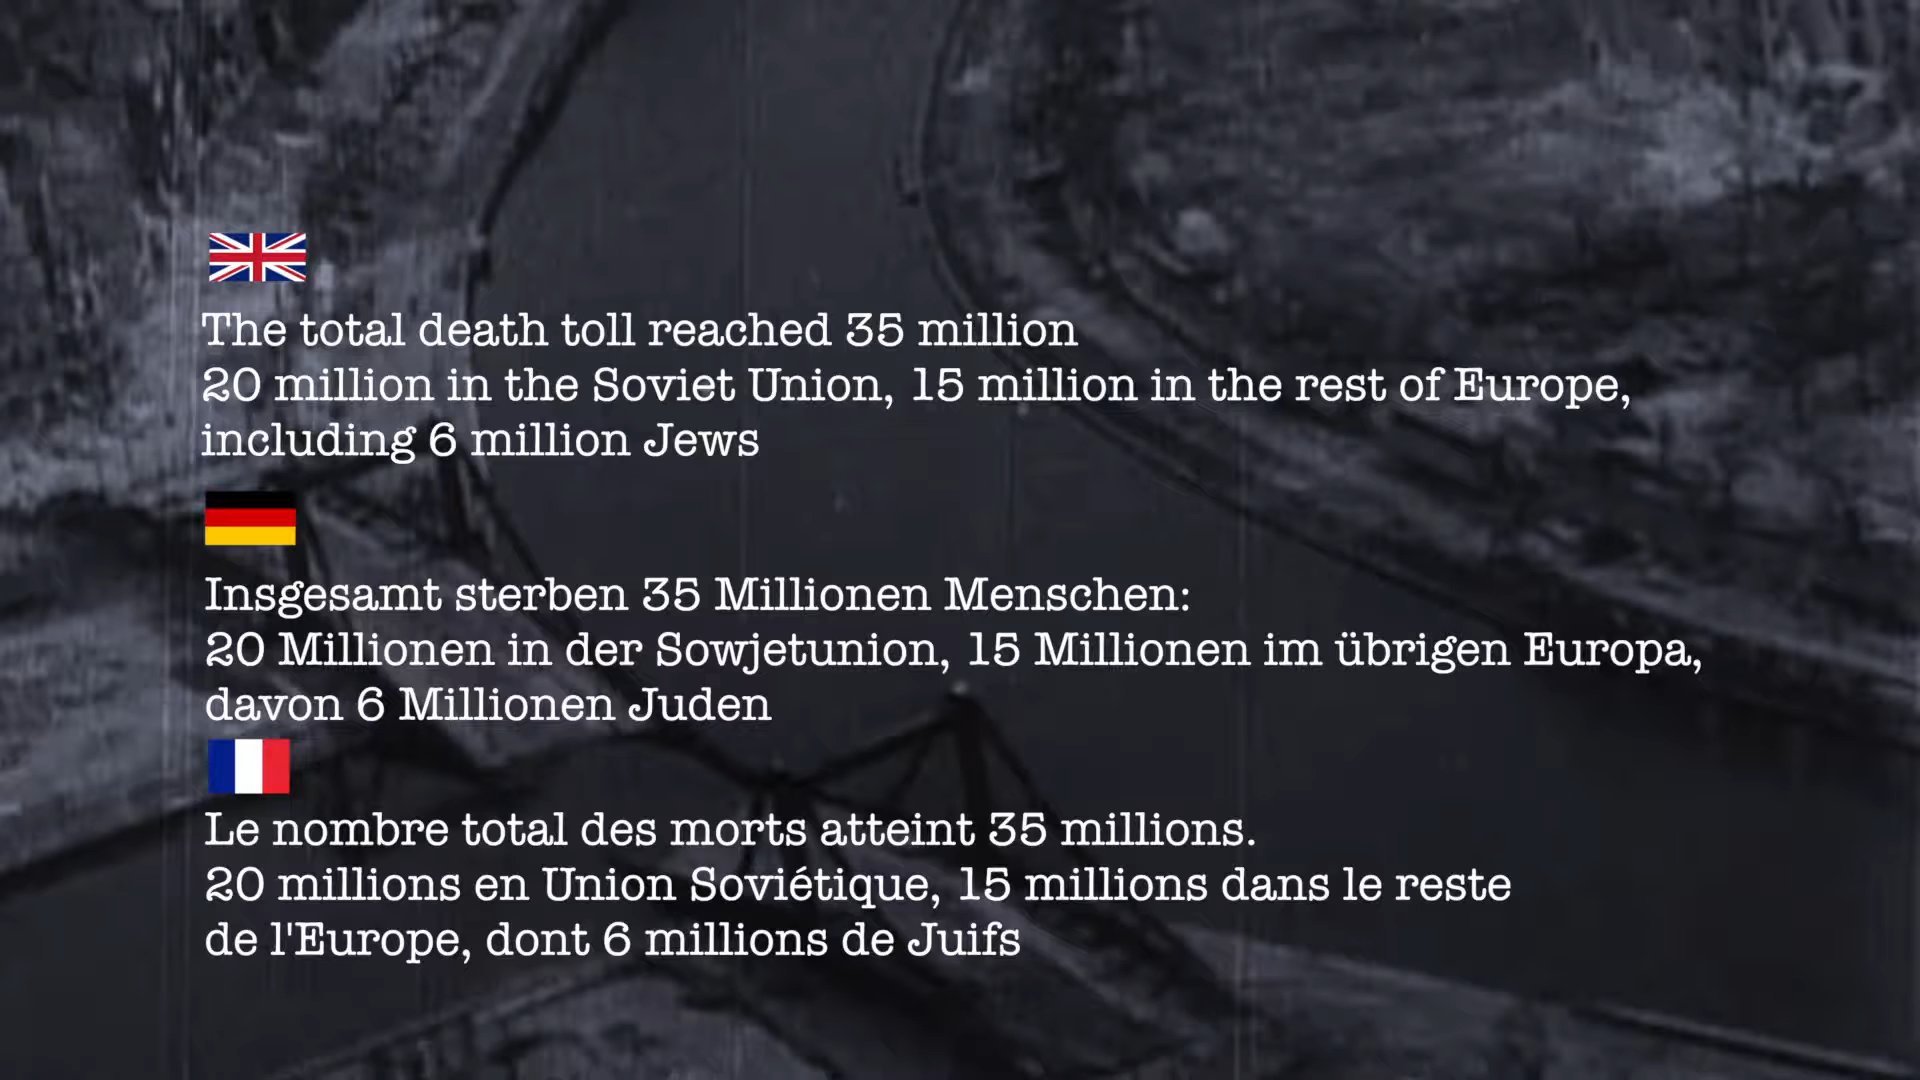 The total death toll reached 35 million
20 million in the Soviet Union, 15 million in the rest of Europe,
including 6 million Jews
Insgesamt sterben 35 Millionen Menschen:
20 Millionen in der Sowjetunion, 15 Millionen im übrigen Europa,
davon 6 Millionen Juden
Le nombre total des morts atteint 35 millions.
20 millions en Union Soviétique, 15 millions dans le reste
de l'Europe, dont 6 millions de Juifs